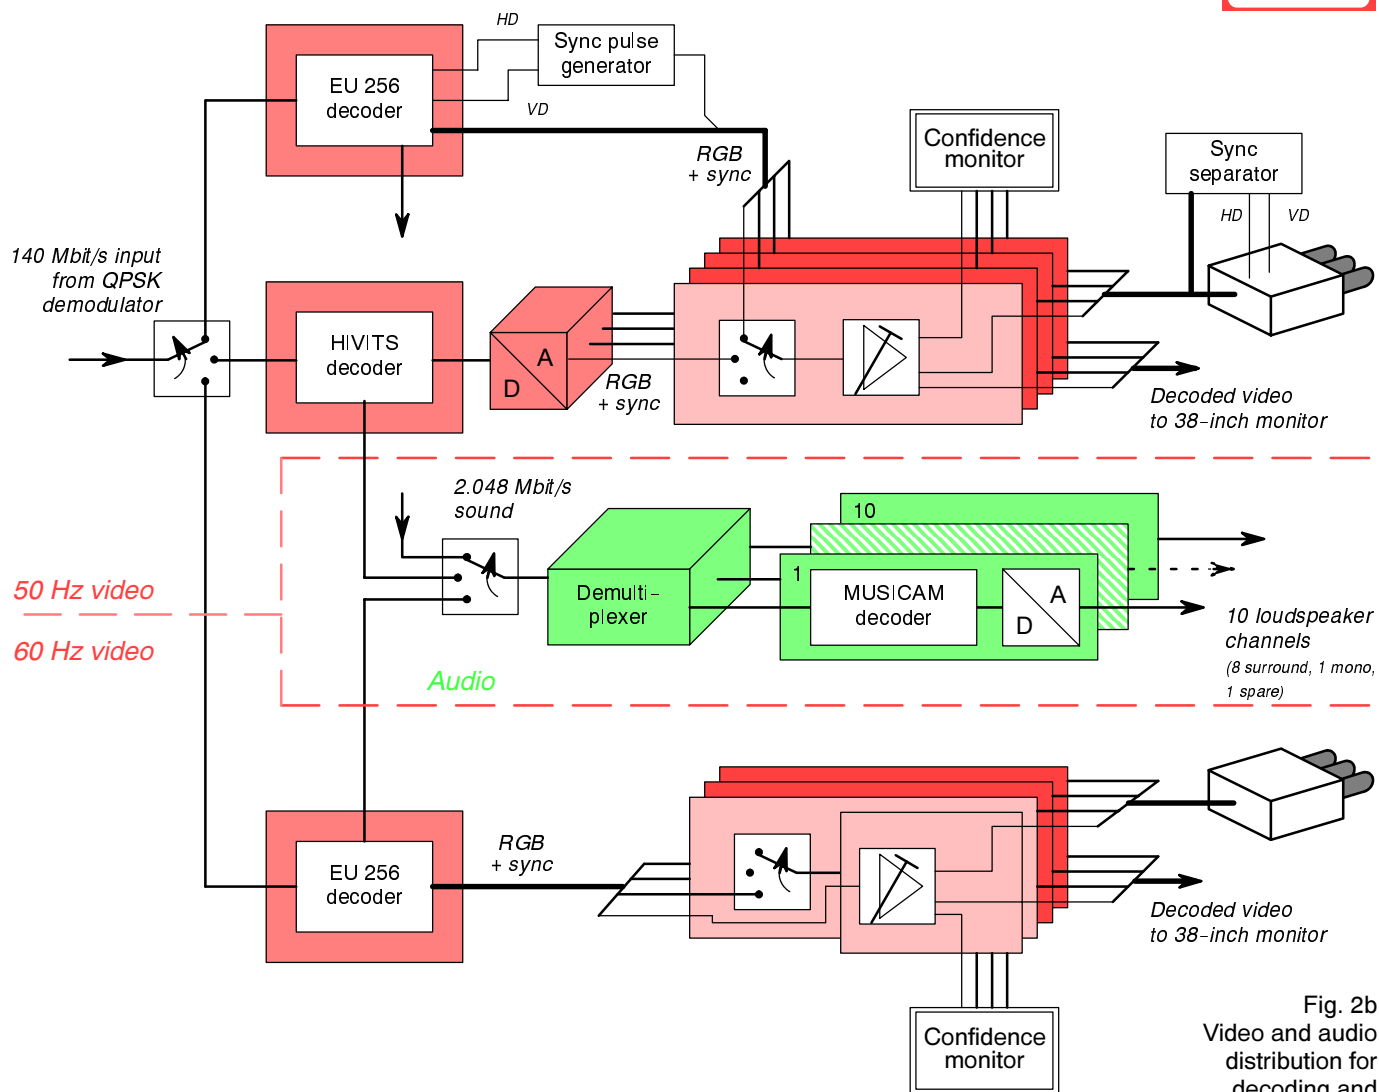 HD
Sync pulse
generator
EU 256
decoder
VD
RGB
+ sync
Confidence
monitor
Sync
separator
HD
VD
140 Mbit/s input
from QPSK
demodulator
HIVITS
decoder
A
D
RGB
+ sync
Decoded video
to 38-inch monitor
2.048 Mbit/s
sound
10
1
50 Hz video
60 Hz video
Demulti-
plexer
MUSICAM
decoder
A
D
10 loudspeaker
channels
(8 surround, 1 mono,
1 spare)
Audio
EU 256
decoder
RGB
+ sync
Decoded video
to 38-inch monitor
Confidence
monitor
Fig. 2b
Video and audio
distribution for
decoding and